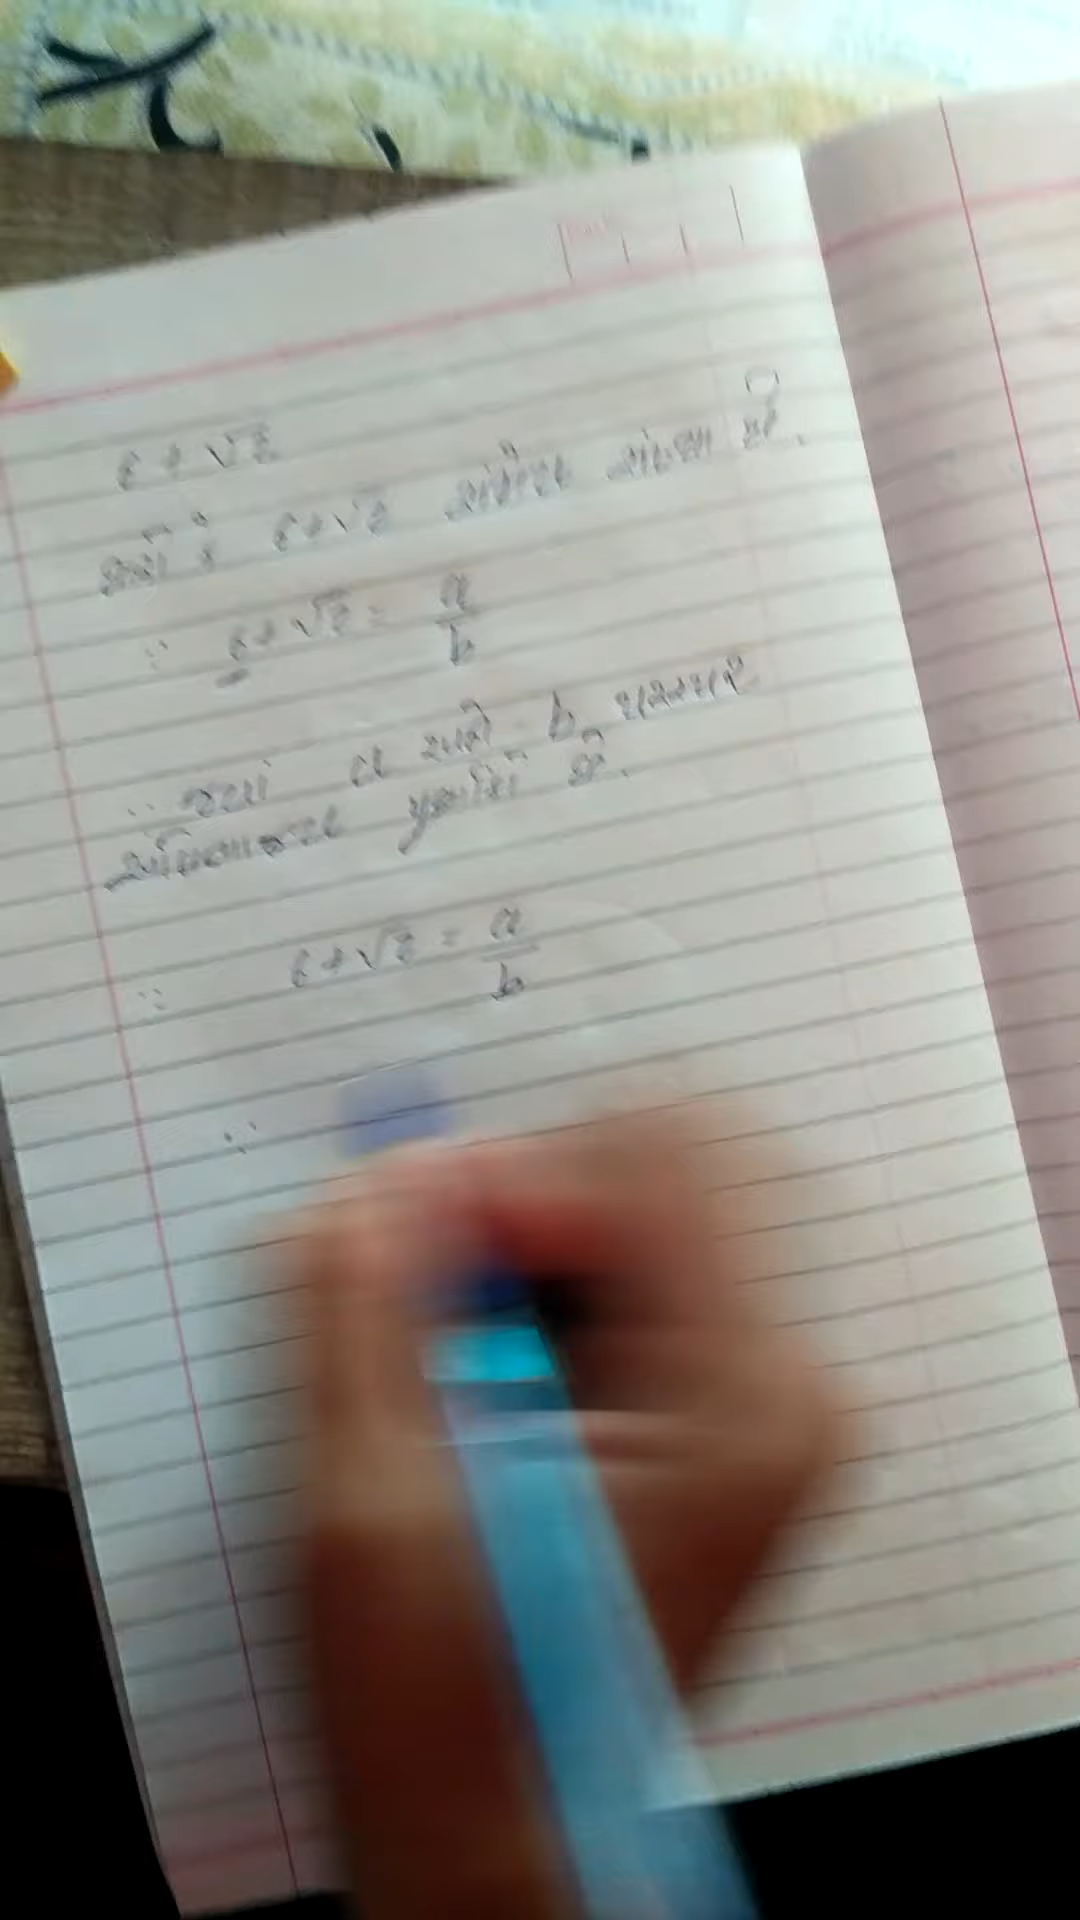 6 + √2
ધારો કે 6+√2 સંમેય સંખ્યા છે.
∵ 6+√2 = a/b
∴ જ્યાં a અને b પરસ્પર
અવિભાજ્ય પૂર્ણાંકો છે.
∵ 6+√2 = a/b
∵